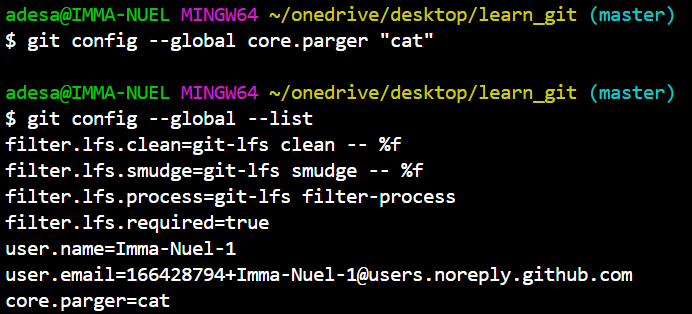 adesa@IMMA-NUEL MINGW64 ~/onedrive/desktop/learn_git (master)
$ git config --global core.parger "cat"
adesa@IMMA-NUEL MINGW64 ~/onedrive/desktop/learn_git (master)
$ git config --global --list
filter.lfs.clean=git-lfs clean -- %f
filter.lfs.smudge=git-lfs smudge -- %f
filter.lfs.process=git-lfs filter-process
filter.lfs.required=true
user.name=Imma-Nuel-1
user.email=166428794+Imma-Nuel-1@users.noreply.github.com
core.parger=cat